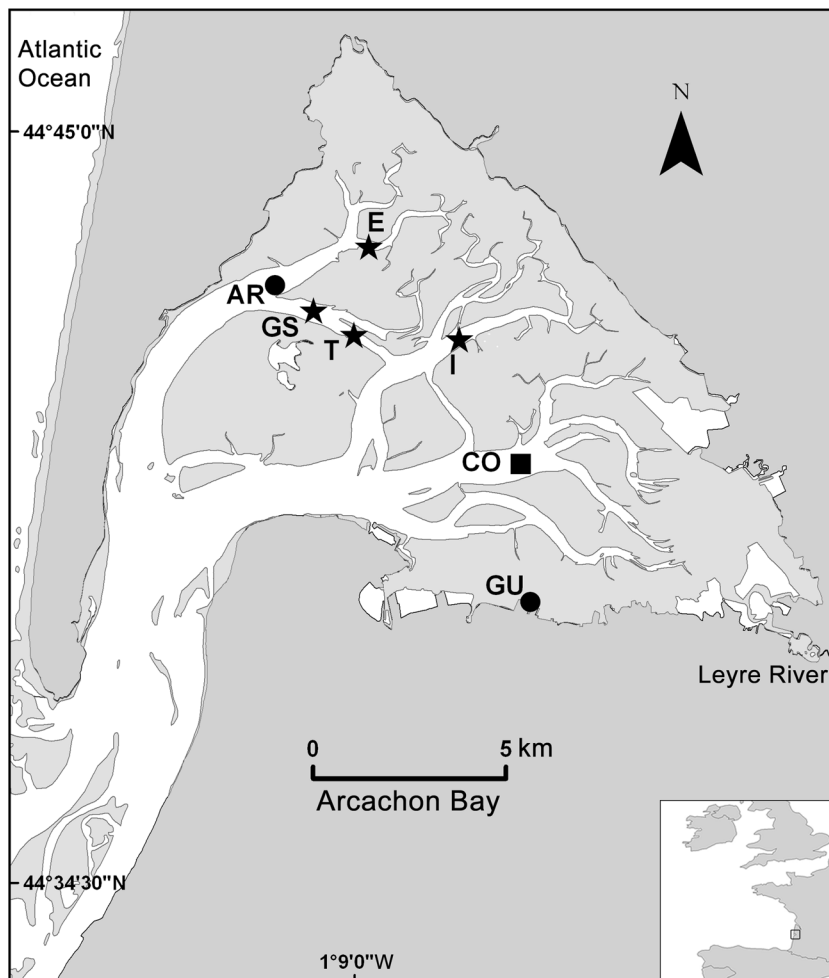 Atlantic
Ocean
44°45'0"N
N
E
AR
GS
T
I
CO
GU
Leyre River
0 5 km
Arcachon Bay
44°34'30"N
1°9'0"W